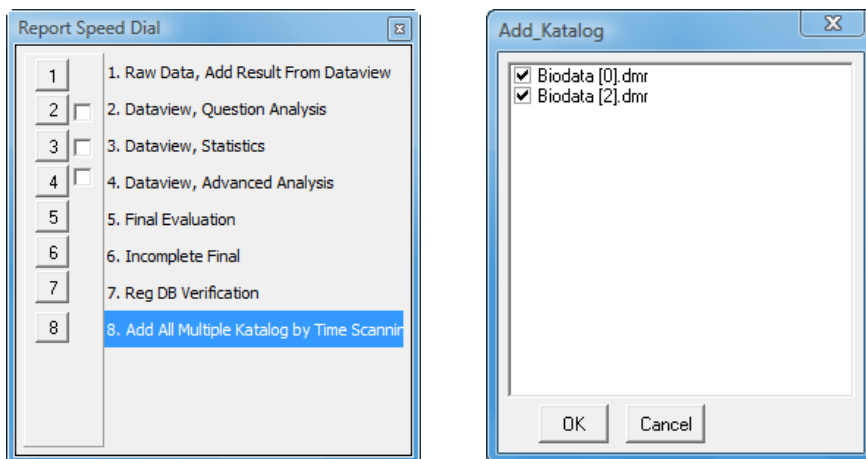 Report Speed Dial
1
1. Raw Data, Add Result From Dataview
2
2. Dataview, Question Analysis
3
3. Dataview, Statistics
4
4. Dataview, Advanced Analysis
5
5. Final Evaluation
6
6. Incomplete Final
7
7. Reg DB Verification
8
8. Add All Multiple Katalog by Time Scannin
Add_Katalog
Biodata [0].dmr
Biodata [2].dmr
OK
Cancel